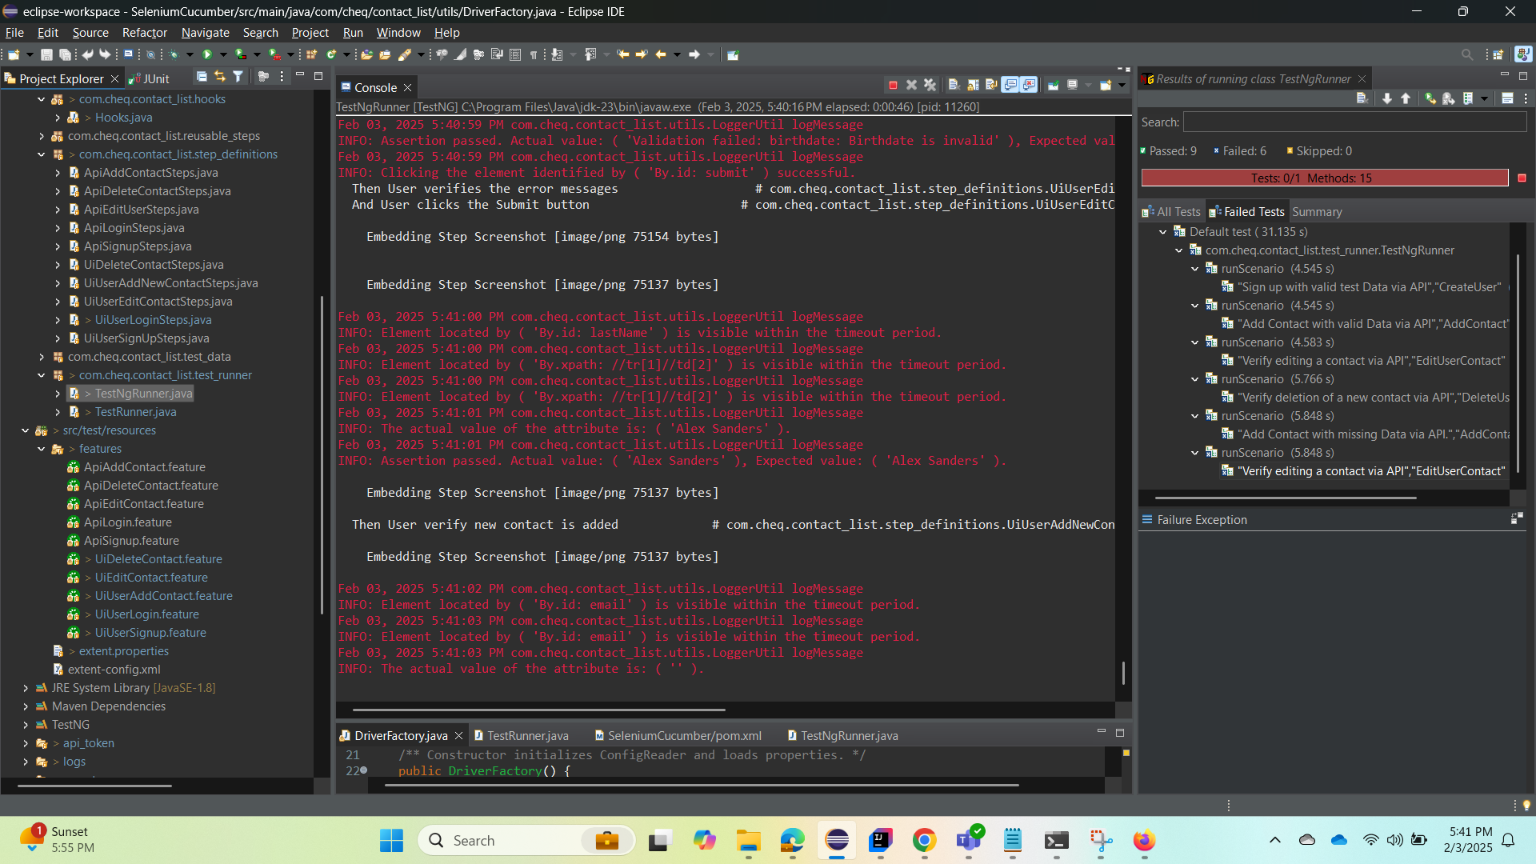 eclipse-workspace - SeleniumCucumber/src/main/java/com/cheq/contact_list/utils/DriverFactory.java - Eclipse IDE
File Edit Source Refactor Navigate Search Project Run Window Help
Project Explorer
JUnit
> com.cheq.contact_list.hooks
> Hooks.java
com.cheq.contact_list.reusable_steps
> com.cheq.contact_list.step_definitions
ApiAddContactSteps.java
ApiDeleteContactSteps.java
ApiEditUserSteps.java
ApiLoginSteps.java
ApiSignupSteps.java
UiDeleteContactSteps.java
UiUserAddNewContactSteps.java
UiUserEditContactSteps.java
> UiUserLoginSteps.java
UiUserSignUpSteps.java
com.cheq.contact_list.test_data
> com.cheq.contact_list.test_runner
> TestNgRunner.java
> TestRunner.java
> src/test/resources
> features
ApiAddContact.feature
ApiDeleteContact.feature
ApiEditContact.feature
ApiLogin.feature
ApiSignup.feature
> UiDeleteContact.feature
> UiEditContact.feature
> UiUserAddContact.feature
> UiUserLogin.feature
> UiUserSignup.feature
> extent.properties
extent-config.xml
JRE System Library [JavaSE-1.8]
Maven Dependencies
TestNG
> api_token
> logs
Console
TestNgRunner [TestNG] C:\Program Files\Java\jdk-23\bin\javaw.exe (Feb 3, 2025, 5:40:16 PM elapsed: 0:00:46) [pid: 11260]
Feb 03, 2025 5:40:59 PM com.cheq.contact_list.utils.LoggerUtil logMessage
INFO: Assertion passed. Actual value: ( 'Validation failed: birthdate: Birthdate is invalid' ), Expected val
Feb 03, 2025 5:40:59 PM com.cheq.contact_list.utils.LoggerUtil logMessage
INFO: Clicking the element identified by ( 'By.id: submit' ) successful.
Then User verifies the error messages # com.cheq.contact_list.step_definitions.UiUserEdi
And User clicks the Submit button # com.cheq.contact_list.step_definitions.UiUserEditC
Embedding Step Screenshot [image/png 75154 bytes]
Embedding Step Screenshot [image/png 75137 bytes]
Feb 03, 2025 5:41:00 PM com.cheq.contact_list.utils.LoggerUtil logMessage
INFO: Element located by ( 'By.id: lastName' ) is visible within the timeout period.
Feb 03, 2025 5:41:00 PM com.cheq.contact_list.utils.LoggerUtil logMessage
INFO: Element located by ( 'By.xpath: //tr[1]//td[2]' ) is visible within the timeout period.
Feb 03, 2025 5:41:00 PM com.cheq.contact_list.utils.LoggerUtil logMessage
INFO: Element located by ( 'By.xpath: //tr[1]//td[2]' ) is visible within the timeout period.
Feb 03, 2025 5:41:01 PM com.cheq.contact_list.utils.LoggerUtil logMessage
INFO: The actual value of the attribute is: ( 'Alex Sanders' ).
Feb 03, 2025 5:41:01 PM com.cheq.contact_list.utils.LoggerUtil logMessage
INFO: Assertion passed. Actual value: ( 'Alex Sanders' ), Expected value: ( 'Alex Sanders' ).
Embedding Step Screenshot [image/png 75137 bytes]
Then User verify new contact is added # com.cheq.contact_list.step_definitions.UiUserAddNewCon
Embedding Step Screenshot [image/png 75137 bytes]
Feb 03, 2025 5:41:02 PM com.cheq.contact_list.utils.LoggerUtil logMessage
INFO: Element located by ( 'By.id: email' ) is visible within the timeout period.
Feb 03, 2025 5:41:03 PM com.cheq.contact_list.utils.LoggerUtil logMessage
INFO: Element located by ( 'By.id: email' ) is visible within the timeout period.
Feb 03, 2025 5:41:03 PM com.cheq.contact_list.utils.LoggerUtil logMessage
INFO: The actual value of the attribute is: ( '' ).
DriverFactory.java TestRunner.java SeleniumCucumber/pom.xml TestNgRunner.java
21 /** Constructor initializes ConfigReader and loads properties. */
22 public DriverFactory() {
Results of running class TestNgRunner
Search:
Passed: 9 Failed: 6 Skipped: 0
Tests: 0/1 Methods: 15
All Tests Failed Tests Summary
Default test ( 31.135 s)
com.cheq.contact_list.test_runner.TestNgRunner
runScenario (4.545 s)
"Sign up with valid test Data via API","CreateUser" (
runScenario (4.545 s)
"Add Contact with valid Data via API","AddContact"
runScenario (4.583 s)
"Verify editing a contact via API","EditUserContact"
runScenario (5.766 s)
"Verify deletion of a new contact via API","DeleteUs
runScenario (5.848 s)
"Add Contact with missing Data via API.","AddConta
runScenario (5.848 s)
"Verify editing a contact via API","EditUserContact"
Failure Exception
1
Sunset
5:55 PM
Search
5:41 PM
2/3/2025